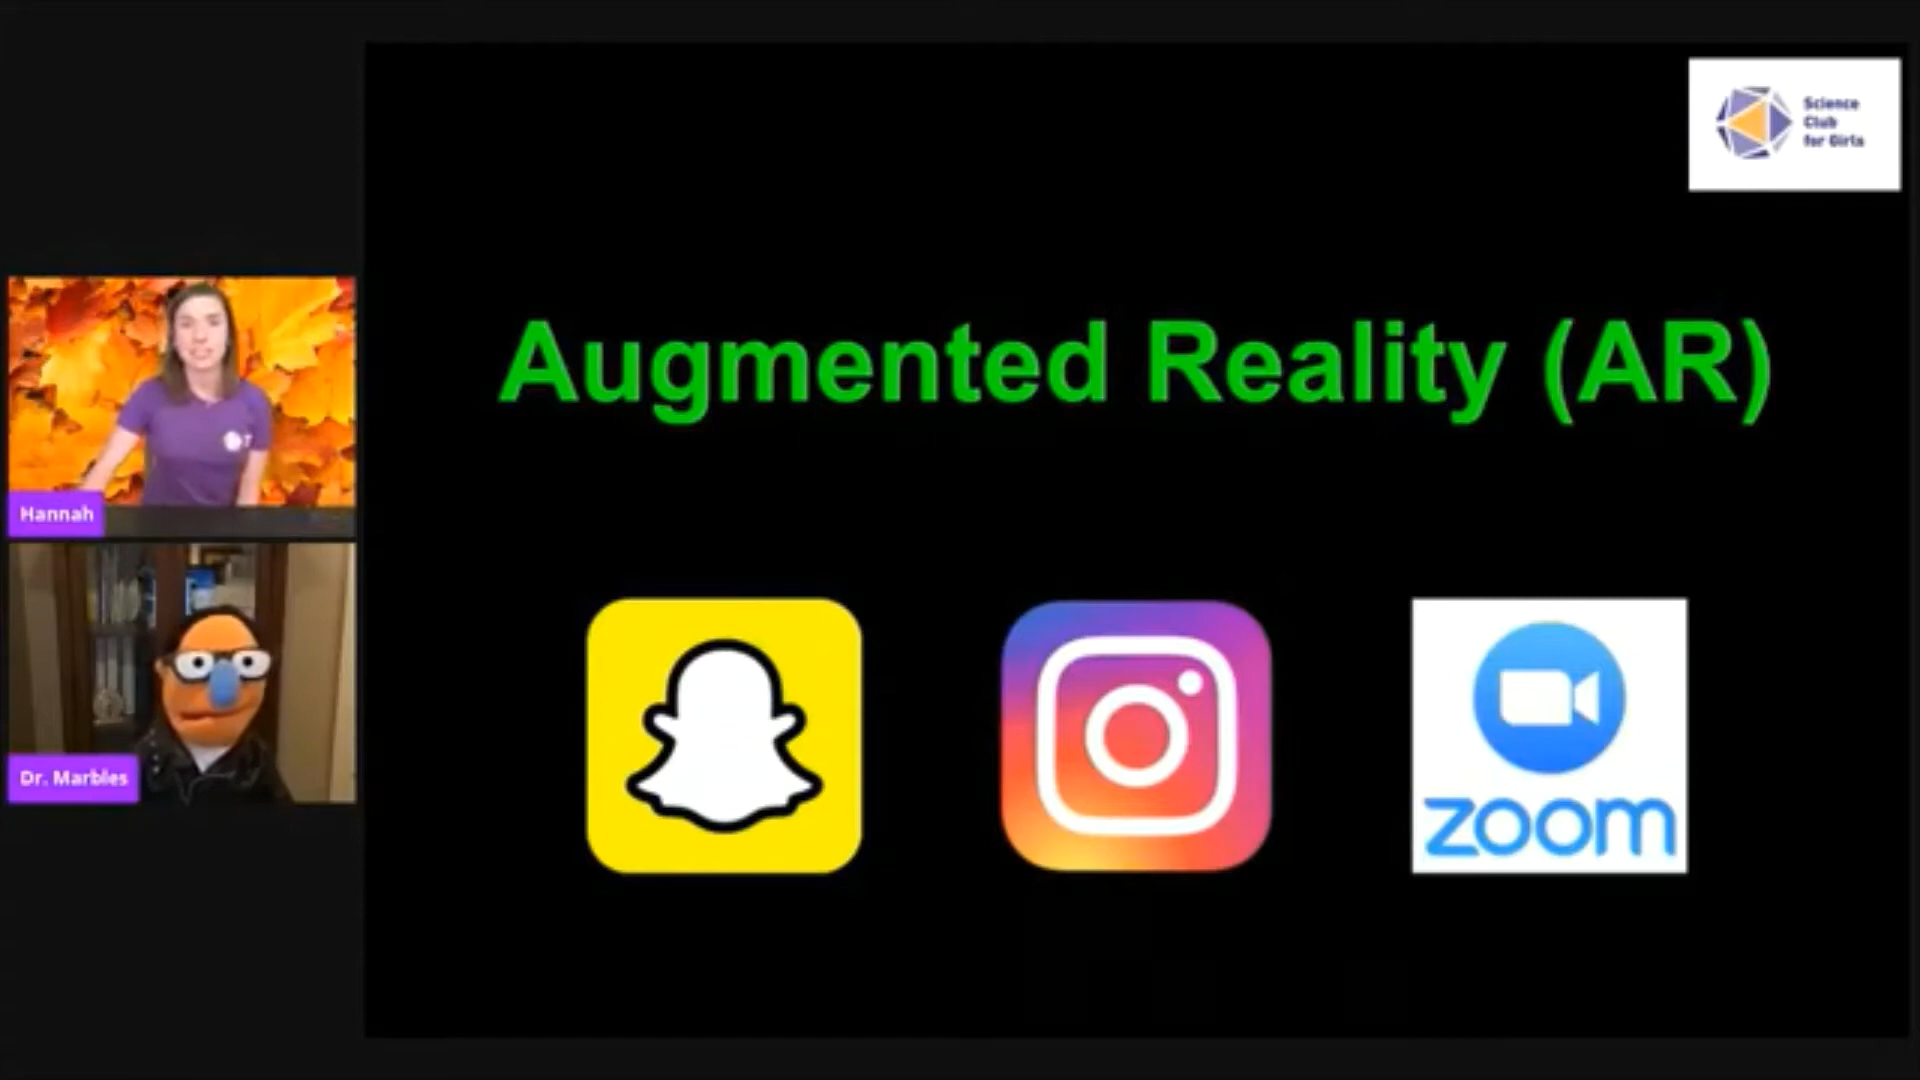 Science
Club
for Girls
Augmented Reality (AR)
Hannah
Dr. Marbles
zoom